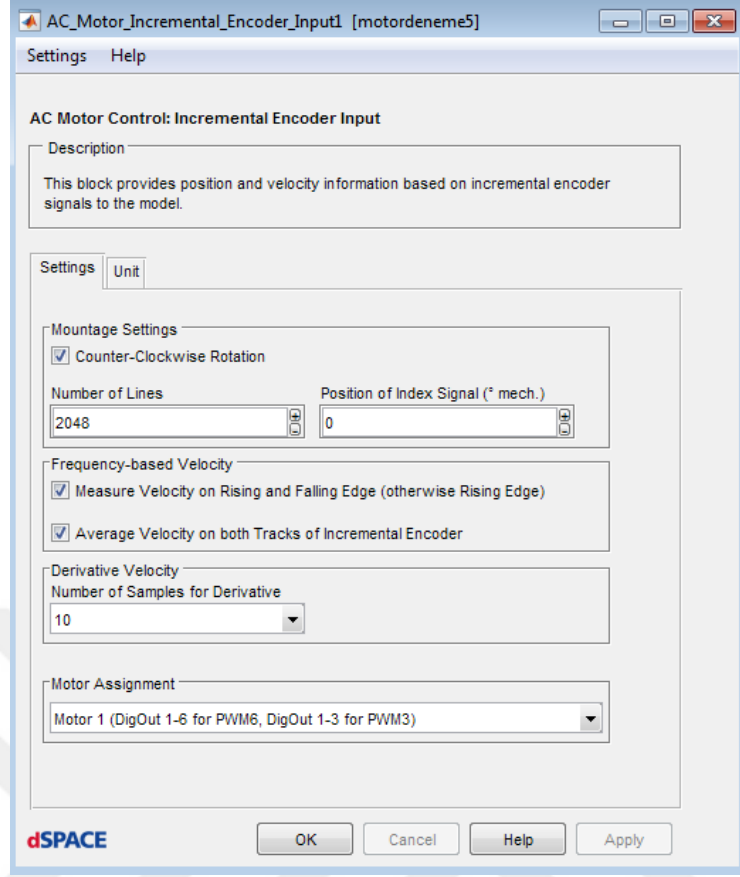 AC_Motor_Incremental_Encoder_Input1 [motordeneme5]
Settings Help
AC Motor Control: Incremental Encoder Input
Description
This block provides position and velocity information based on incremental encoder
signals to the model.
Settings Unit
Mountage Settings
Counter-Clockwise Rotation
Number of Lines Position of Index Signal (° mech.)
2048 0
Frequency-based Velocity
Measure Velocity on Rising and Falling Edge (otherwise Rising Edge)
Average Velocity on both Tracks of Incremental Encoder
Derivative Velocity
Number of Samples for Derivative
10
Motor Assignment
Motor 1 (DigOut 1-6 for PWM6, DigOut 1-3 for PWM3)
dSPACE OK Cancel Help Apply